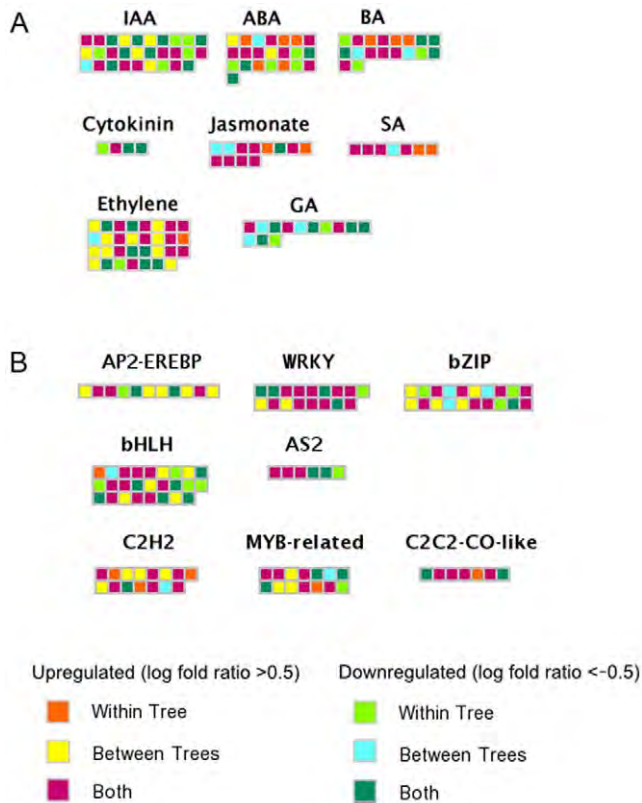 A
IAA ABA BA
Cytokinin Jasmonate SA
Ethylene GA
B
AP2-EREBP WRKY bZIP
bHLH AS2
C2H2 MYB-related C2C2-CO-like
Upregulated (log fold ratio >0.5) Downregulated (log fold ratio <-0.5)
Within Tree Within Tree
Between Trees Between Trees
Both Both